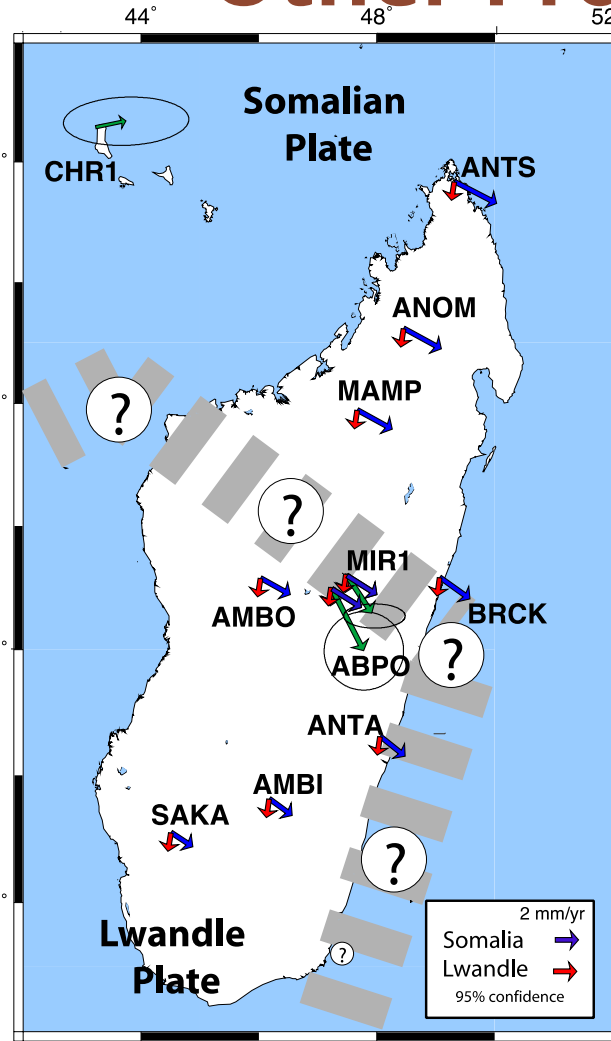 44° 48° 52
Somalian
Plate
CHR1
ANTS
ANOM
MAMP
?
?
MIR1
AMBO
BRCK
?
ABPO
ANTA
AMBI
SAKA
?
Lwandle
Plate
?
2 mm/yr
Somalia
Lwandle
95% confidence